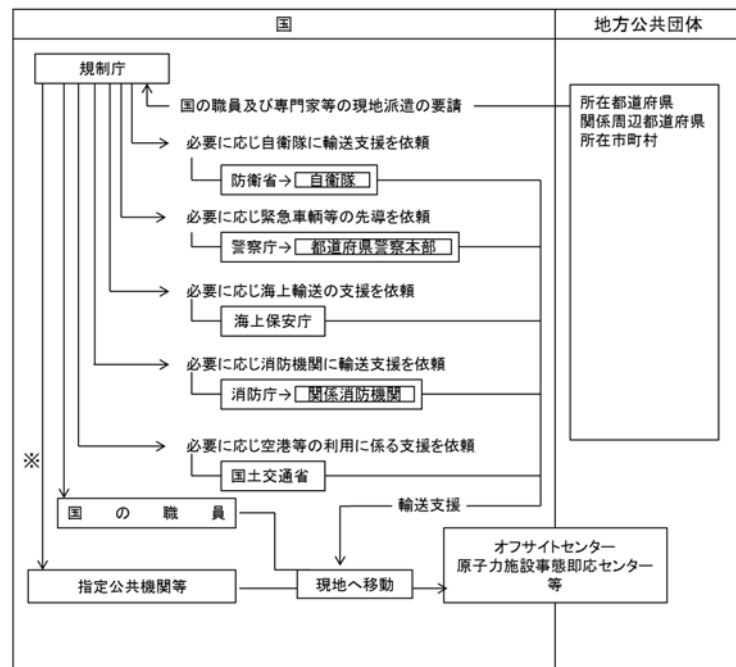 国
地方公共団体
規制庁
国の職員及び専門家等の現地派遣の要請
所在都道府県
関係周辺都道府県
所在市町村
必要に応じ自衛隊に輸送支援を依頼
防衛省→自衛隊
必要に応じ緊急車輌等の先導を依頼
警察庁→都道府県警察本部
必要に応じ海上輸送の支援を依頼
海上保安庁
必要に応じ消防機関に輸送支援を依頼
消防庁→関係消防機関
必要に応じ空港等の利用に係る支援を依頼
国土交通省
※
国の職員
輸送支援
指定公共機関等
現地へ移動
オフサイトセンター
原子力施設事態即応センター
等